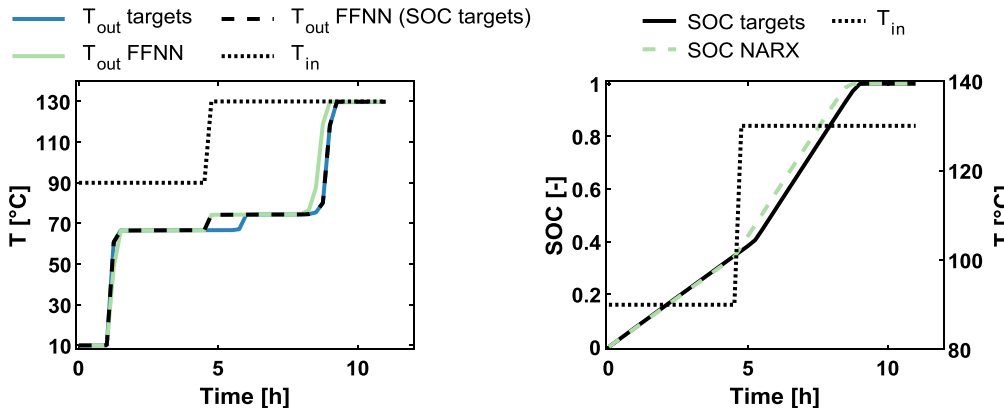 T_out targets
T_out FFNN (SOC targets)
T_out FFNN
T_in
T [°C]
130
110
90
70
50
30
10
0
5
10
Time [h]
SOC targets
T_in
SOC NARX
SOC [-]
1
0.8
0.6
0.4
0.2
0
140
120
100
80
T [°C]
0
5
10
Time [h]